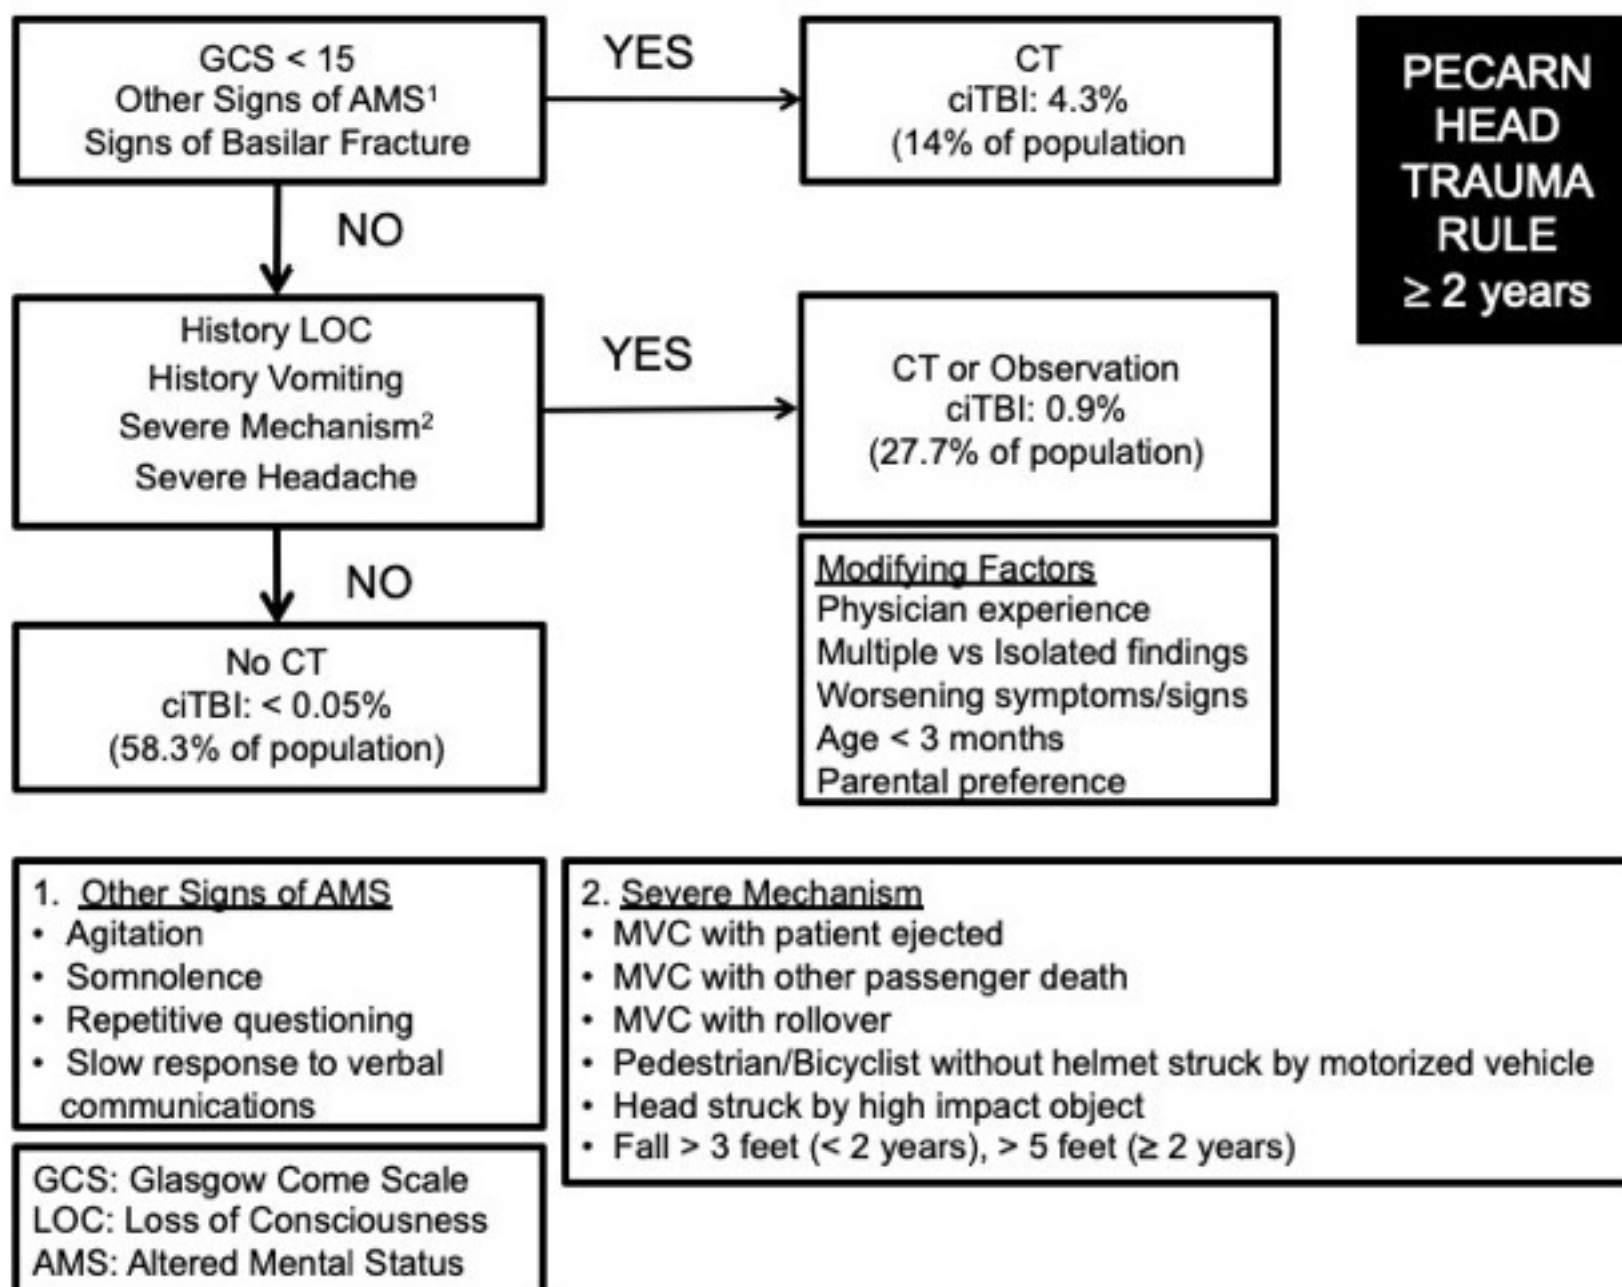 GCS < 15
Other Signs of AMS¹
Signs of Basilar Fracture
YES
CT
ciTBI: 4.3%
(14% of population
PECARN
HEAD
TRAUMA
RULE
≥ 2 years
NO
History LOC
History Vomiting
Severe Mechanism²
Severe Headache
YES
CT or Observation
ciTBI: 0.9%
(27.7% of population)
Modifying Factors
Physician experience
Multiple vs Isolated findings
Worsening symptoms/signs
Age < 3 months
Parental preference
NO
No CT
ciTBI: < 0.05%
(58.3% of population)
1. Other Signs of AMS
• Agitation
• Somnolence
• Repetitive questioning
• Slow response to verbal
communications
2. Severe Mechanism
• MVC with patient ejected
• MVC with other passenger death
• MVC with rollover
• Pedestrian/Bicyclist without helmet struck by motorized vehicle
• Head struck by high impact object
• Fall > 3 feet (< 2 years), > 5 feet (≥ 2 years)
GCS: Glasgow Come Scale
LOC: Loss of Consciousness
AMS: Altered Mental Status